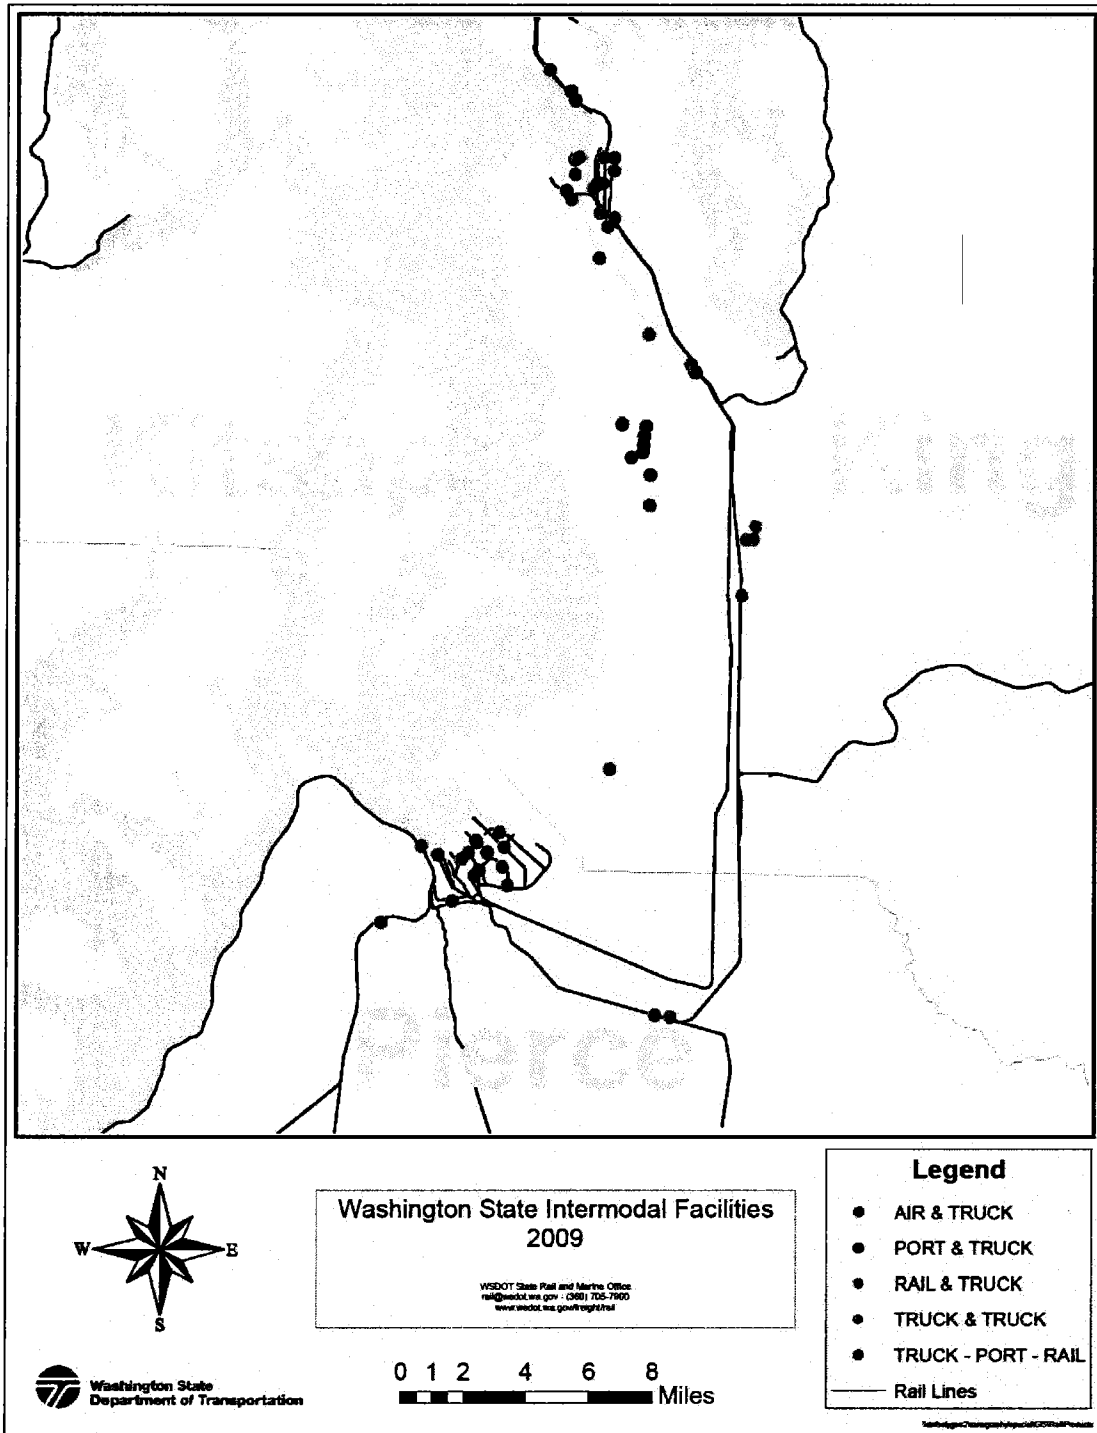 Kitsap
King
Pierce
N
W
E
S
Washington State Intermodal Facilities
2009
WSDOT State Rail and Marine Office
rail@wsdot.wa.gov - (360) 705-7900
www.wsdot.wa.gov/freight/rail
Legend
AIR & TRUCK
PORT & TRUCK
RAIL & TRUCK
TRUCK & TRUCK
TRUCK - PORT - RAIL
Rail Lines
Washington State
Department of Transportation
0 1 2 4 6 8
Miles